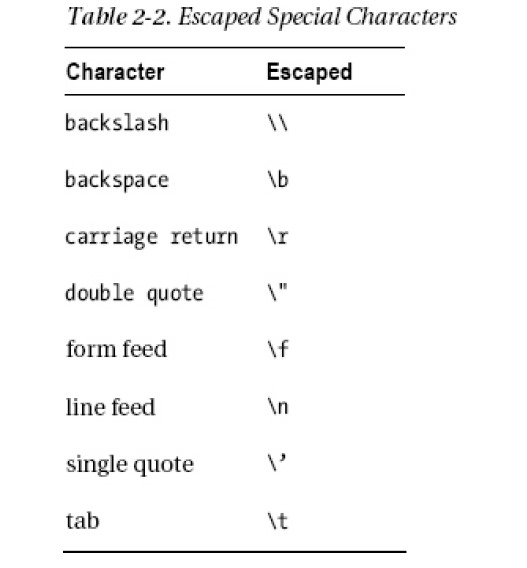 Table 2-2. Escaped Special Characters
Character Escaped
backslash \\
backspace \b
carriage return \r
double quote \"
form feed \f
line feed \n
single quote \’
tab \t